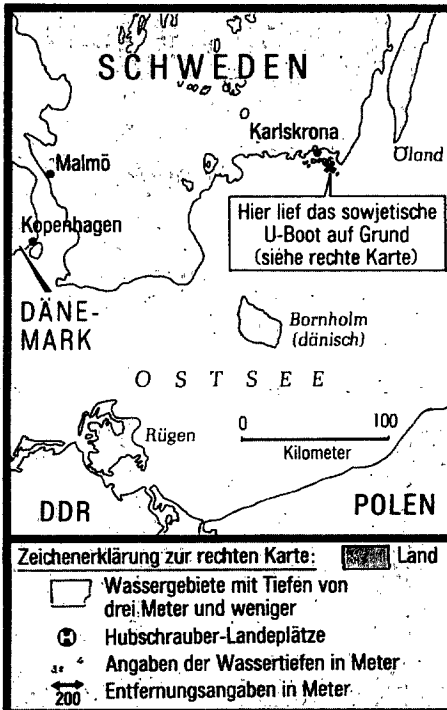 SCHWEDEN
Karlskrona
Öland
Malmö
Kopenhagen
Hier lief das sowjetische
U-Boot auf Grund
(siehe rechte Karte)
DÄNE-
MARK
Bornholm
(dänisch)
OSTSEE
Rügen
0 100
Kilometer
DDR
POLEN
Zeichenerklärung zur rechten Karte: Land
Wassergebiete mit Tiefen von
drei Meter und weniger
H Hubschrauber-Landeplätze
Angaben der Wassertiefen in Meter
200 Entfernungsangaben in Meter